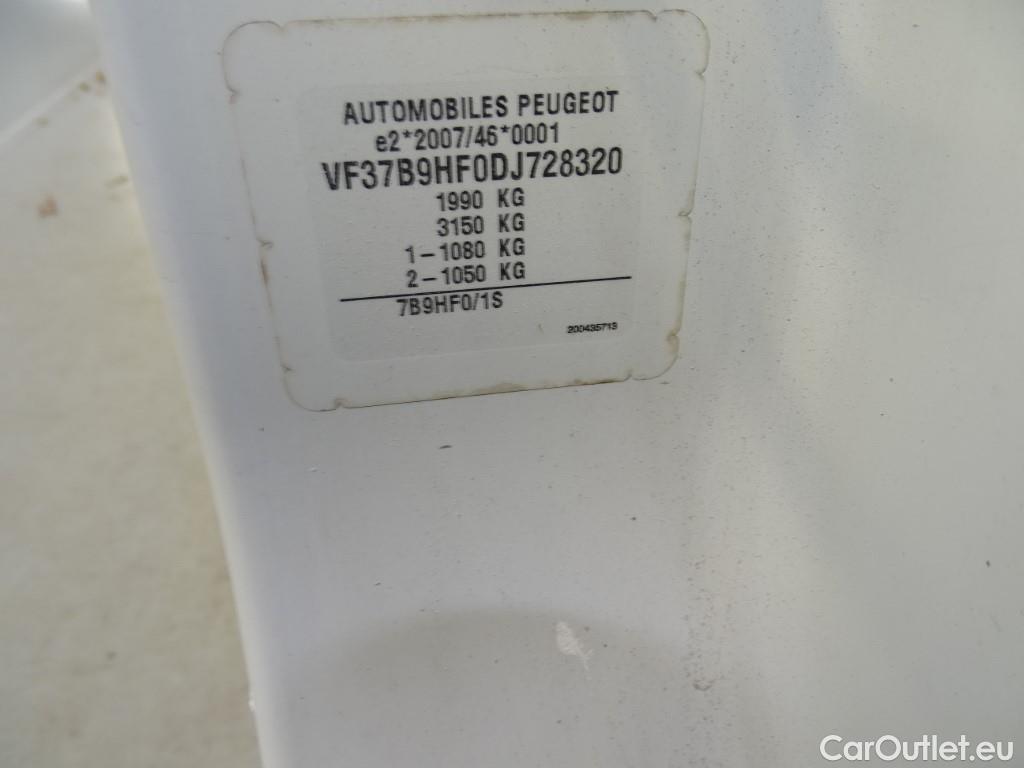 AUTOMOBILES PEUGEOT
e2*2007/46*0001
VF37B9HF0DJ728320
1990 KG
3150 KG
1-1080 KG
2-1050 KG
7B9HF0/1S
200435713
CarOutlet.eu